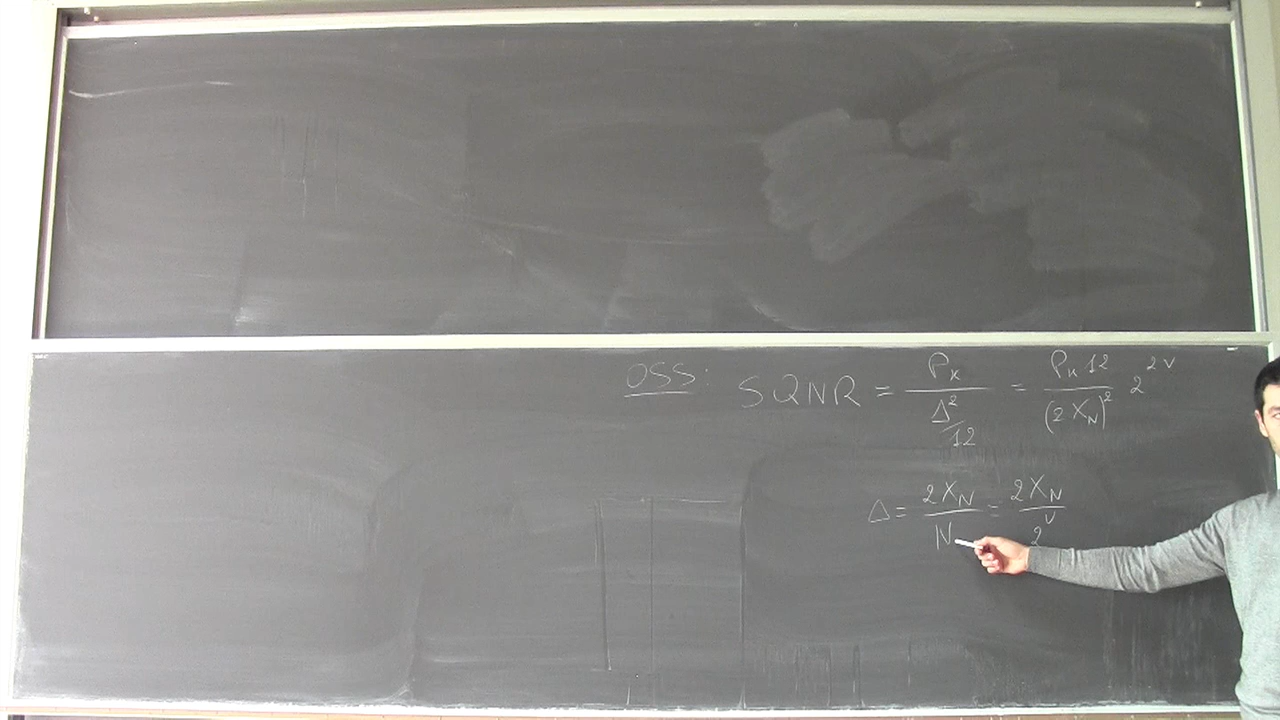 OSS: SQNR = Px / (Δ²/12) = Px 12 / (2 XN)² 2^2ν
Δ = 2XN / N = 2XN / 2^ν